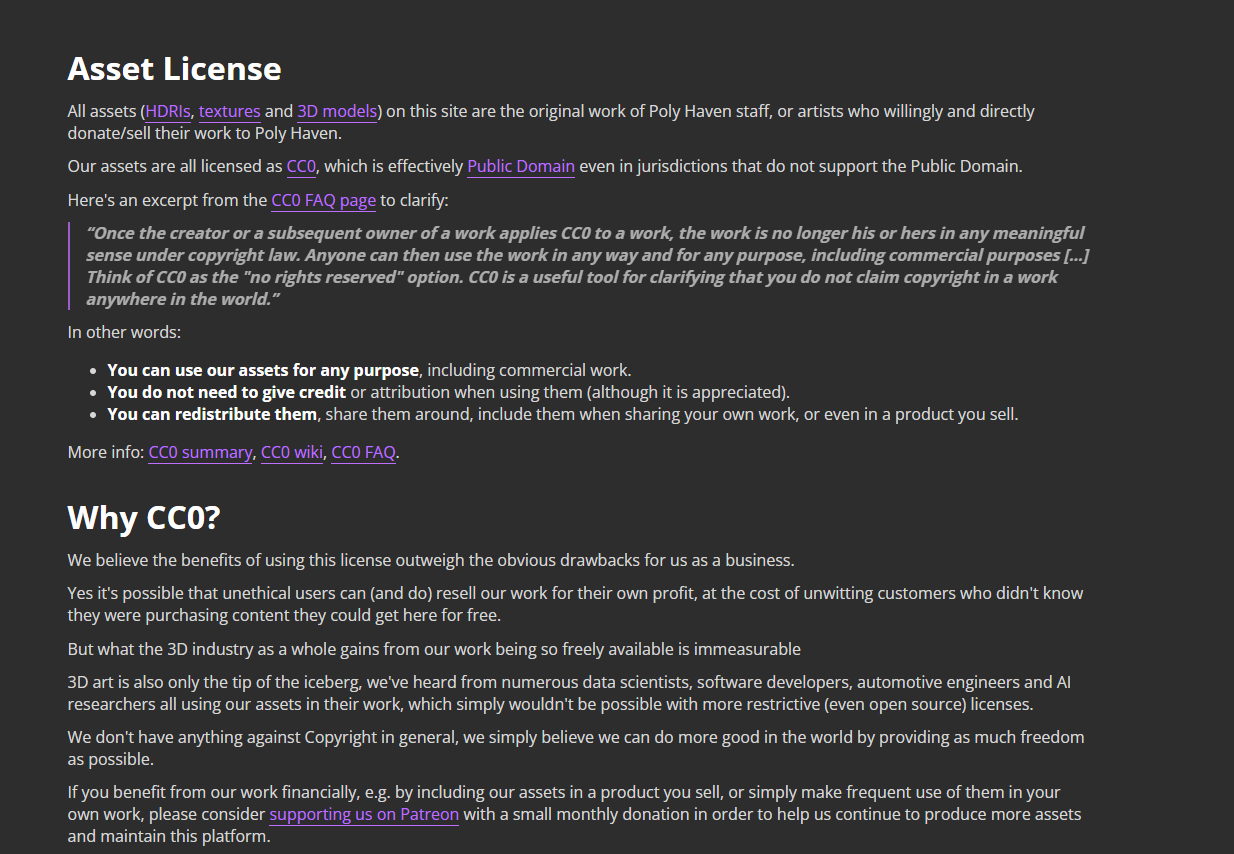 Asset License
All assets (HDRIs, textures and 3D models) on this site are the original work of Poly Haven staff, or artists who willingly and directly
donate/sell their work to Poly Haven.
Our assets are all licensed as CC0, which is effectively Public Domain even in jurisdictions that do not support the Public Domain.
Here's an excerpt from the CC0 FAQ page to clarify:
“Once the creator or a subsequent owner of a work applies CC0 to a work, the work is no longer his or hers in any meaningful
sense under copyright law. Anyone can then use the work in any way and for any purpose, including commercial purposes [...]
Think of CC0 as the "no rights reserved" option. CC0 is a useful tool for clarifying that you do not claim copyright in a work
anywhere in the world.”
In other words:
• You can use our assets for any purpose, including commercial work.
• You do not need to give credit or attribution when using them (although it is appreciated).
• You can redistribute them, share them around, include them when sharing your own work, or even in a product you sell.
More info: CC0 summary, CC0 wiki, CC0 FAQ.
Why CC0?
We believe the benefits of using this license outweigh the obvious drawbacks for us as a business.
Yes it's possible that unethical users can (and do) resell our work for their own profit, at the cost of unwitting customers who didn't know
they were purchasing content they could get here for free.
But what the 3D industry as a whole gains from our work being so freely available is immeasurable
3D art is also only the tip of the iceberg, we've heard from numerous data scientists, software developers, automotive engineers and AI
researchers all using our assets in their work, which simply wouldn't be possible with more restrictive (even open source) licenses.
We don't have anything against Copyright in general, we simply believe we can do more good in the world by providing as much freedom
as possible.
If you benefit from our work financially, e.g. by including our assets in a product you sell, or simply make frequent use of them in your
own work, please consider supporting us on Patreon with a small monthly donation in order to help us continue to produce more assets
and maintain this platform.